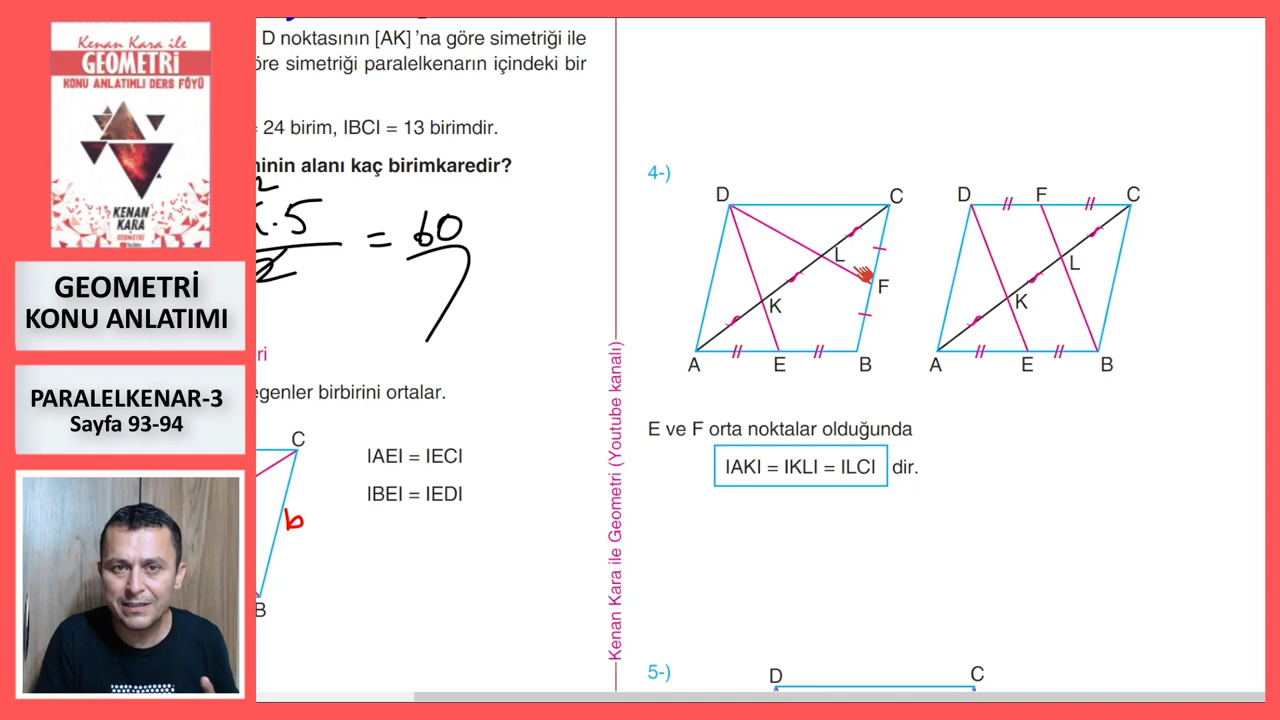 Kenan Kara ile
GEOMETRİ
KONU ANLATIMLI DERS FÖYÜ
KENAN
KARA
GEOMETRİ
KONU ANLATIMI
PARALELKENAR-3
Sayfa 93-94
D noktasının [AK] 'na göre simetriği ile
öre simetriği paralelkenarın içindeki bir
= 24 birim, IBCI = 13 birimdir.
ninin alanı kaç birimkaredir?
. 5
2
= 60
eri
egenler birbirini ortalar.
C
IAEI = IECI
IBEI = IEDI
b
B
Kenan Kara ile Geometri (Youtube kanalı)
4-)
D C
L
F
K
A E B
D F C
L
K
A E B
E ve F orta noktalar olduğunda
IAKI = IKLI = ILCI dir.
5-)
D C